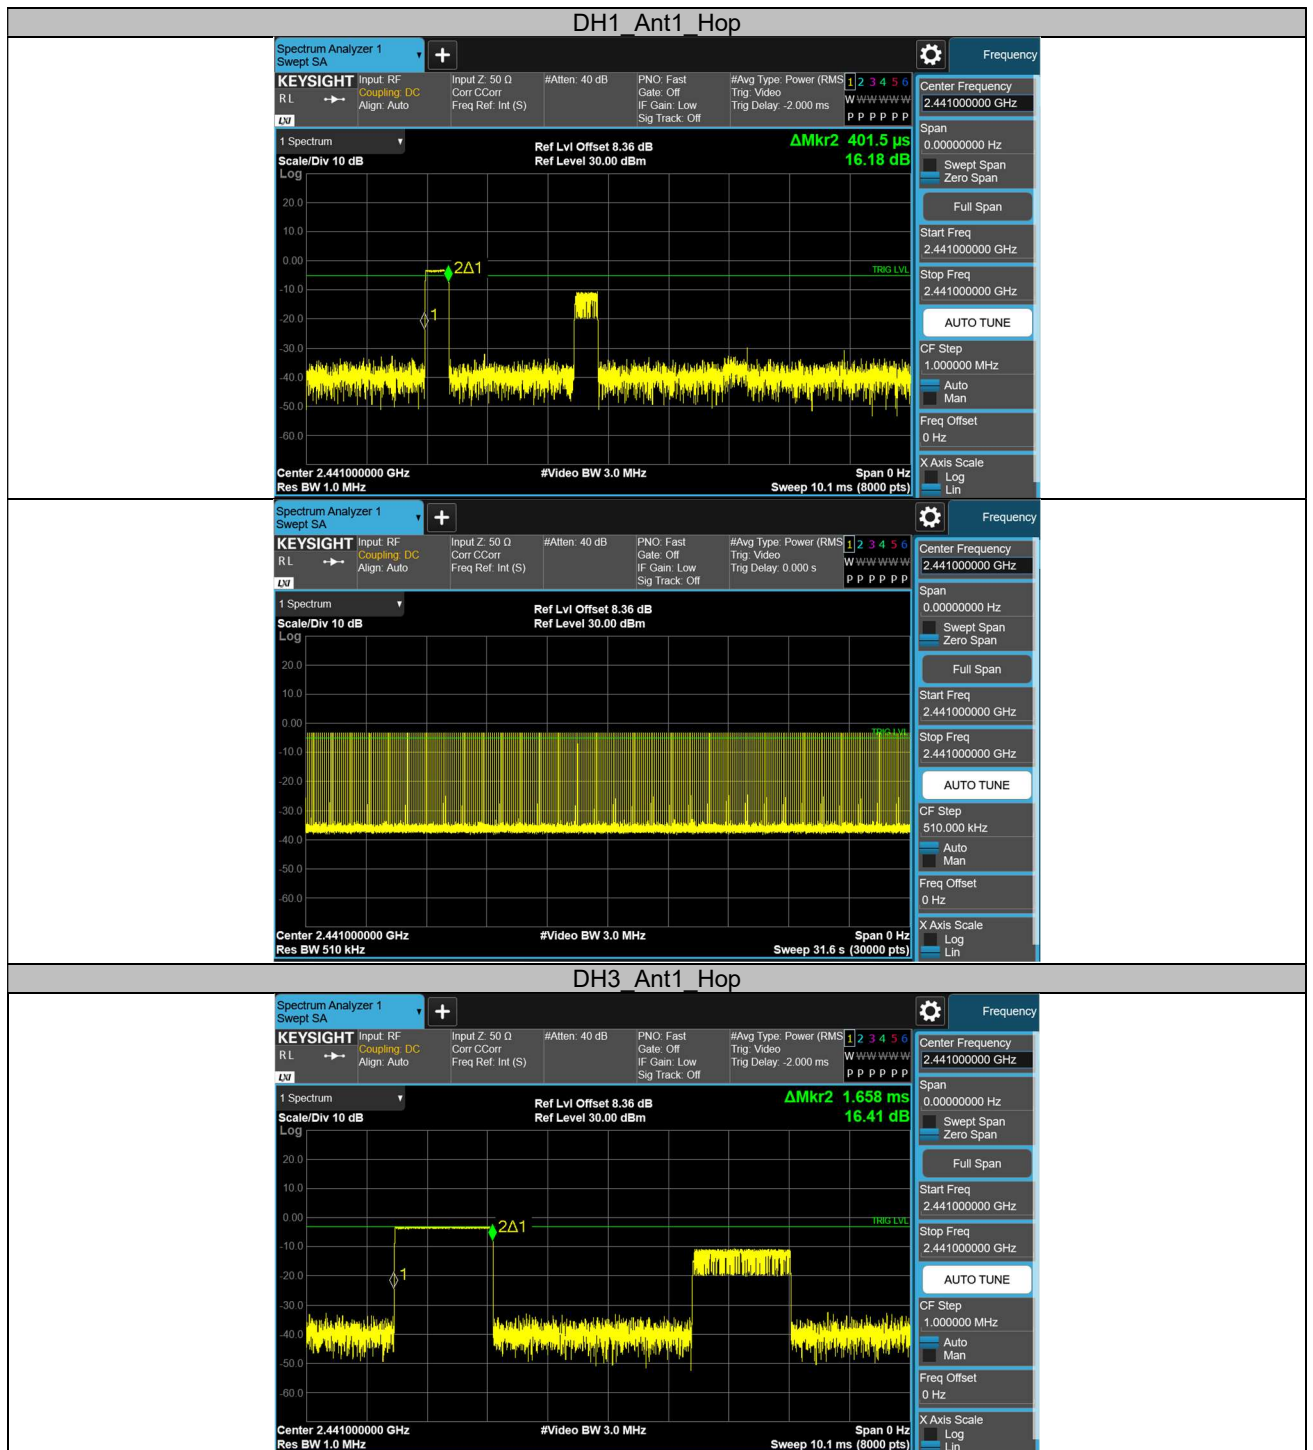 DH1_Ant1_Hop
Spectrum Analyzer 1
Swept SA
Frequency
KEYSIGHT
RL
LXI
Input: RF
Coupling: DC
Align: Auto
Input Z: 50 Ω
Corr CCorr
Freq Ref: Int (S)
#Atten: 40 dB
PNO: Fast
Gate: Off
IF Gain: Low
Sig Track: Off
#Avg Type: Power (RMS
Trig: Video
Trig Delay: -2.000 ms
1 2 3 4 5 6
W W W W W W
P P P P P P
1 Spectrum
Scale/Div 10 dB
Log
Ref Lvl Offset 8.36 dB
Ref Level 30.00 dBm
ΔMkr2 401.5 µs
16.18 dB
20.0
10.0
0.00
-10.0
-20.0
-30.0
-40.0
-50.0
-60.0
2Δ1
1
TRIG LVL
Center 2.441000000 GHz
Res BW 1.0 MHz
#Video BW 3.0 MHz
Span 0 Hz
Sweep 10.1 ms (8000 pts)
Center Frequency
2.441000000 GHz
Span
0.00000000 Hz
Swept Span
Zero Span
Full Span
Start Freq
2.441000000 GHz
Stop Freq
2.441000000 GHz
AUTO TUNE
CF Step
1.000000 MHz
Auto
Man
Freq Offset
0 Hz
X Axis Scale
Log
Lin
Spectrum Analyzer 1
Swept SA
Frequency
KEYSIGHT
RL
LXI
Input: RF
Coupling: DC
Align: Auto
Input Z: 50 Ω
Corr CCorr
Freq Ref: Int (S)
#Atten: 40 dB
PNO: Fast
Gate: Off
IF Gain: Low
Sig Track: Off
#Avg Type: Power (RMS
Trig: Video
Trig Delay: 0.000 s
1 2 3 4 5 6
W W W W W W
P P P P P P
1 Spectrum
Scale/Div 10 dB
Log
Ref Lvl Offset 8.36 dB
Ref Level 30.00 dBm
20.0
10.0
0.00
-10.0
-20.0
-30.0
-40.0
-50.0
-60.0
TRIG LVL
Center 2.441000000 GHz
Res BW 510 kHz
#Video BW 3.0 MHz
Span 0 Hz
Sweep 31.6 s (30000 pts)
Center Frequency
2.441000000 GHz
Span
0.00000000 Hz
Swept Span
Zero Span
Full Span
Start Freq
2.441000000 GHz
Stop Freq
2.441000000 GHz
AUTO TUNE
CF Step
510.000 kHz
Auto
Man
Freq Offset
0 Hz
X Axis Scale
Log
Lin
DH3_Ant1_Hop
Spectrum Analyzer 1
Swept SA
Frequency
KEYSIGHT
RL
LXI
Input: RF
Coupling: DC
Align: Auto
Input Z: 50 Ω
Corr CCorr
Freq Ref: Int (S)
#Atten: 40 dB
PNO: Fast
Gate: Off
IF Gain: Low
Sig Track: Off
#Avg Type: Power (RMS
Trig: Video
Trig Delay: -2.000 ms
1 2 3 4 5 6
W W W W W W
P P P P P P
1 Spectrum
Scale/Div 10 dB
Log
Ref Lvl Offset 8.36 dB
Ref Level 30.00 dBm
ΔMkr2 1.658 ms
16.41 dB
20.0
10.0
0.00
-10.0
-20.0
-30.0
-40.0
-50.0
-60.0
2Δ1
1
TRIG LVL
Center 2.441000000 GHz
Res BW 1.0 MHz
#Video BW 3.0 MHz
Span 0 Hz
Sweep 10.1 ms (8000 pts)
Center Frequency
2.441000000 GHz
Span
0.00000000 Hz
Swept Span
Zero Span
Full Span
Start Freq
2.441000000 GHz
Stop Freq
2.441000000 GHz
AUTO TUNE
CF Step
1.000000 MHz
Auto
Man
Freq Offset
0 Hz
X Axis Scale
Log
Lin